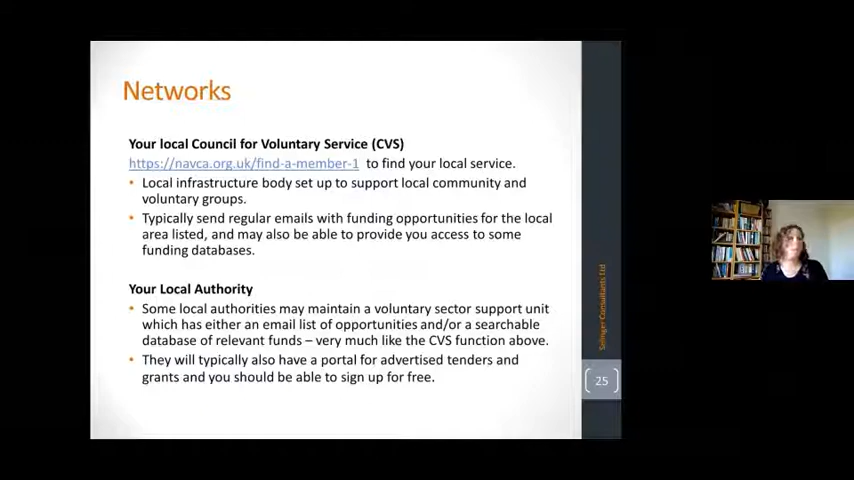 Networks
Your local Council for Voluntary Service (CVS)
https://navca.org.uk/find-a-member-1 to find your local service.
• Local infrastructure body set up to support local community and
voluntary groups.
• Typically send regular emails with funding opportunities for the local
area listed, and may also be able to provide you access to some
funding databases.
Your Local Authority
• Some local authorities may maintain a voluntary sector support unit
which has either an email list of opportunities and/or a searchable
database of relevant funds – very much like the CVS function above.
• They will typically also have a portal for advertised tenders and
grants and you should be able to sign up for free.
Selinger Consultants Ltd
25